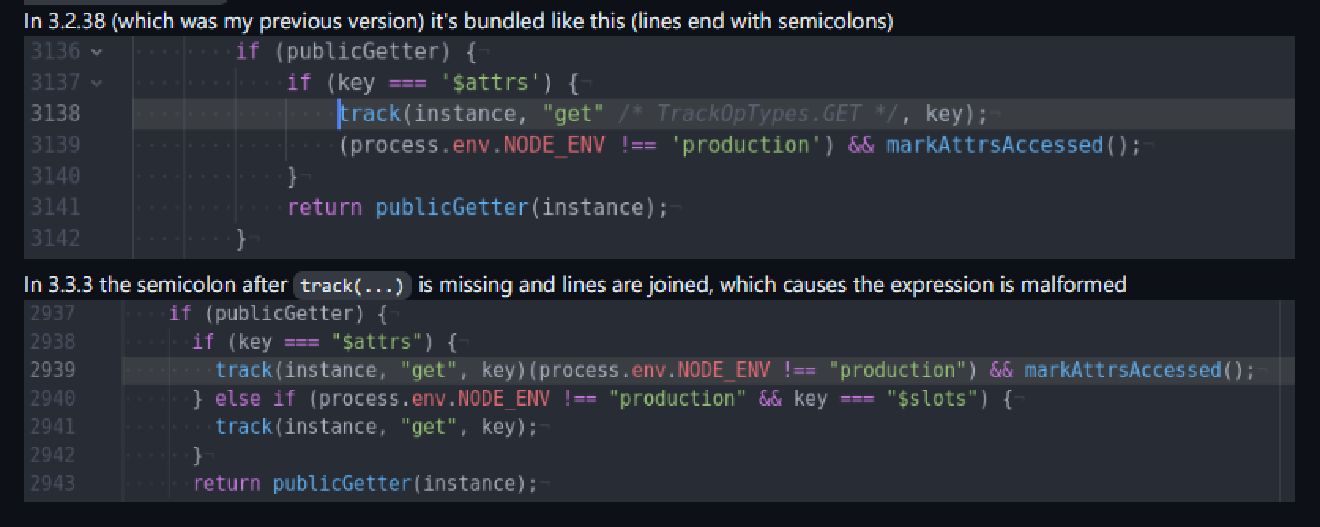 In 3.2.38 (which was my previous version) it's bundled like this (lines end with semicolons)
3136 if (publicGetter) {
3137 if (key === '$attrs') {
3138 track(instance, "get" /* TrackOpTypes.GET */, key);
3139 (process.env.NODE_ENV !== 'production') && markAttrsAccessed();
3140 }
3141 return publicGetter(instance);
3142 }
In 3.3.3 the semicolon after track(...) is missing and lines are joined, which causes the expression is malformed
2937 if (publicGetter) {
2938 if (key === "$attrs") {
2939 track(instance, "get", key)(process.env.NODE_ENV !== "production") && markAttrsAccessed();
2940 } else if (process.env.NODE_ENV !== "production" && key === "$slots") {
2941 track(instance, "get", key);
2942 }
2943 return publicGetter(instance);